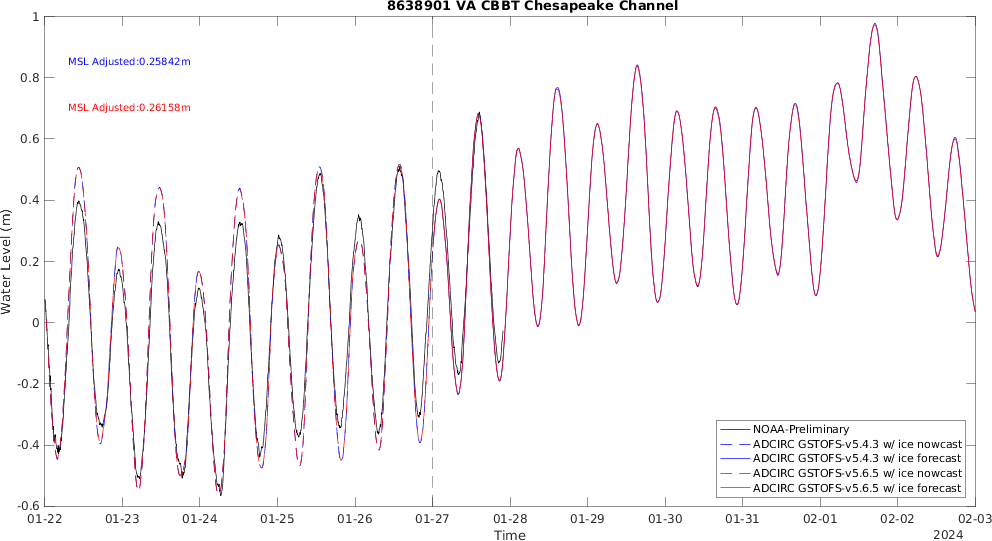 8638901 VA CBBT Chesapeake Channel
MSL Adjusted:0.25842m
MSL Adjusted:0.26158m
Water Level (m)
1
0.8
0.6
0.4
0.2
0
-0.2
-0.4
-0.6
NOAA-Preliminary
ADCIRC GSTOFS-v5.4.3 w/ ice nowcast
ADCIRC GSTOFS-v5.4.3 w/ ice forecast
ADCIRC GSTOFS-v5.6.5 w/ ice nowcast
ADCIRC GSTOFS-v5.6.5 w/ ice forecast
01-22 01-23 01-24 01-25 01-26 01-27 01-28 01-29 01-30 01-31 02-01 02-02 02-03
Time
2024